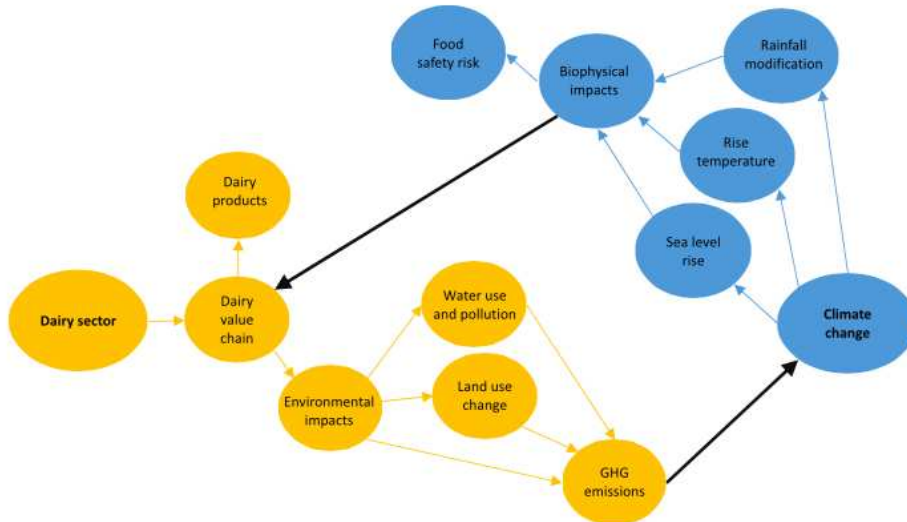 Food
safety risk
Biophysical
impacts
Rainfall
modification
Rise
temperature
Dairy
products
Sea level
rise
Dairy sector
Dairy
value
chain
Water use
and pollution
Climate
change
Environmental
impacts
Land use
change
GHG
emissions